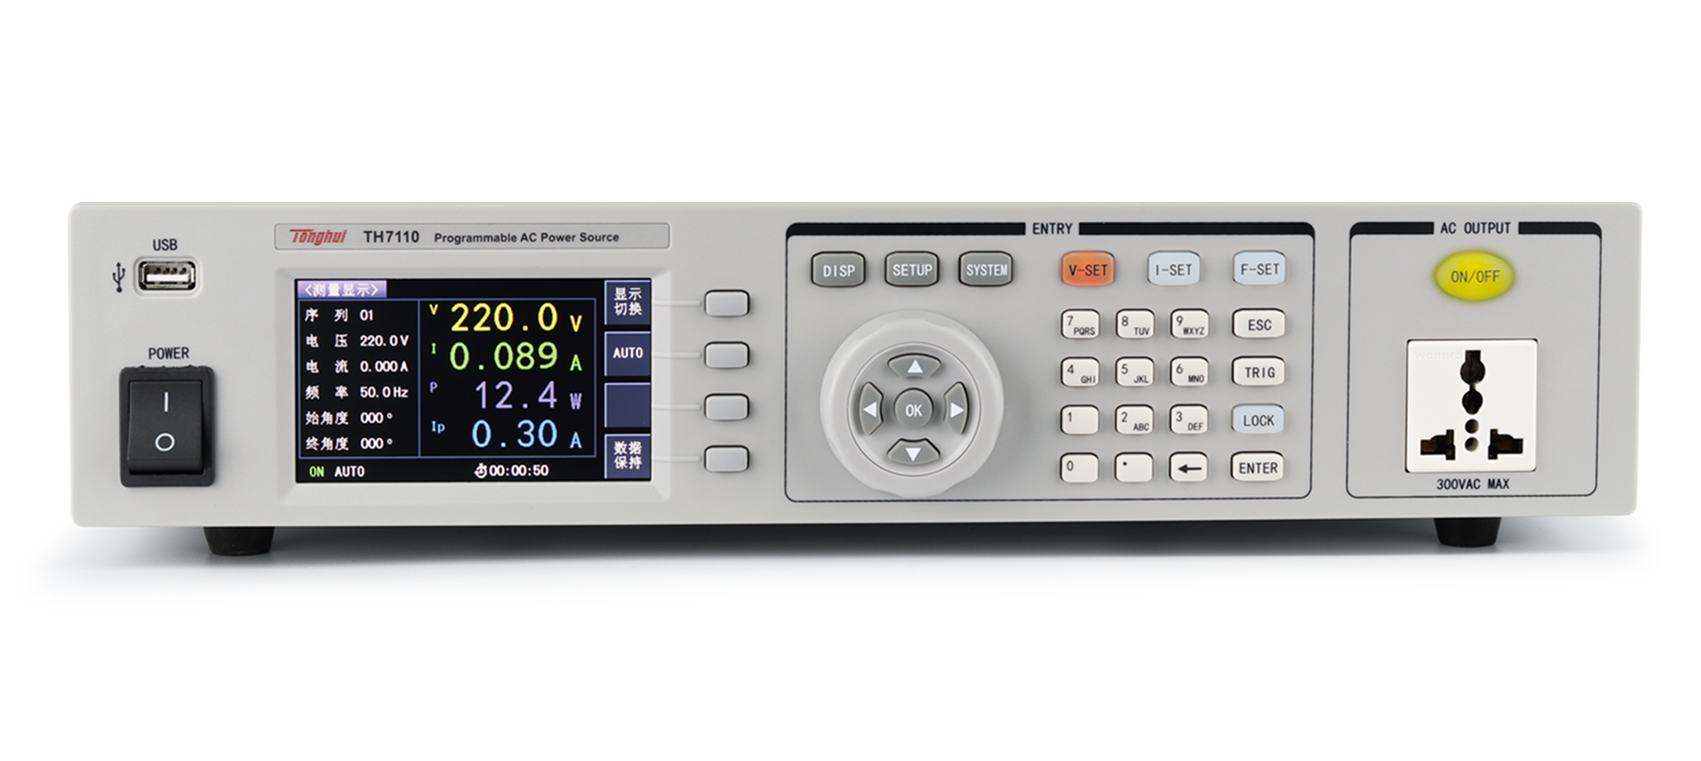 USB
POWER
Tonghui TH7110 Programmable AC Power Source
<测量显示>
序 列 01
电 压 220.0V
电 流 0.000A
频 率 50.0Hz
始角度 000°
终角度 000°
V 220.0 V
I 0.089 A
P 12.4 W
Ip 0.30 A
ON AUTO 00:00:50
显示
切换
AUTO
数据
保持
ENTRY
DISP SETUP SYSTEM V-SET I-SET F-SET
7 PQRS 8 TUV 9 WXYZ ESC
4 GHI 5 JKL 6 MNO TRIG
OK
1 2 ABC 3 DEF LOCK
0 . ENTER
AC OUTPUT
ON/OFF
300VAC MAX